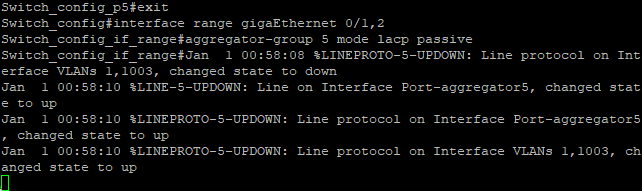 Switch_config_p5#exit
Switch_config#interface range gigaEthernet 0/1,2
Switch_config_if_range#aggregator-group 5 mode lacp passive
Switch_config_if_range#Jan  1 00:58:08 %LINEPROTO-5-UPDOWN: Line protocol on Int
erface VLANs 1,1003, changed state to down
Jan  1 00:58:10 %LINE-5-UPDOWN: Line on Interface Port-aggregator5, changed stat
e to up
Jan  1 00:58:10 %LINEPROTO-5-UPDOWN: Line protocol on Interface Port-aggregator5
, changed state to up
Jan  1 00:58:10 %LINEPROTO-5-UPDOWN: Line protocol on Interface VLANs 1,1003, ch
anged state to up